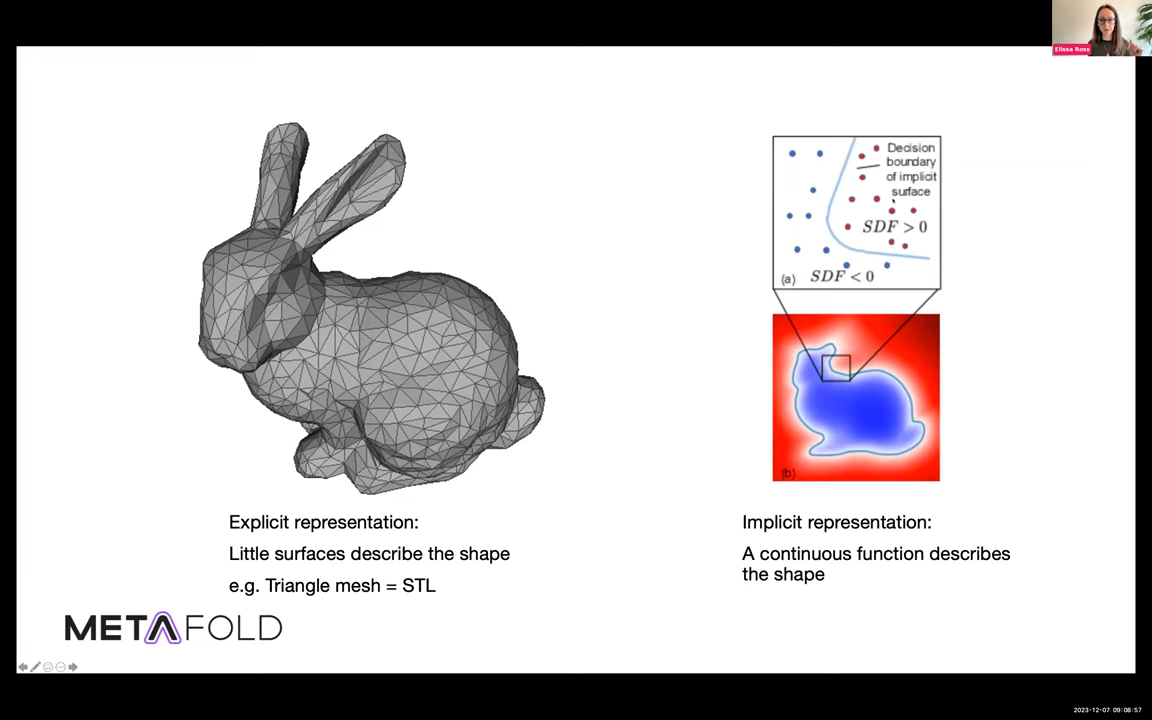 Elissa Ross
Decision
boundary
of implicit
surface
SDF > 0
(a) SDF < 0
(b)
Explicit representation:
Little surfaces describe the shape
e.g. Triangle mesh = STL
Implicit representation:
A continuous function describes
the shape
METAFOLD
2023-12-07 09:08:57